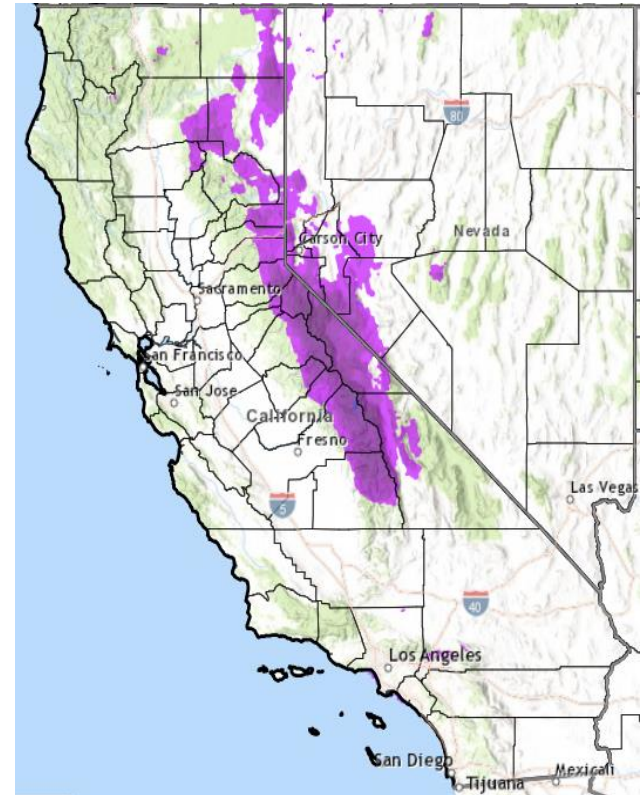 80
Nevada
Carson City
Sacramento
San Francisco
San Jose
California
Fresno
5
Las Vegas
40
Los Angeles
San Diego
Mexicali
Tijuana